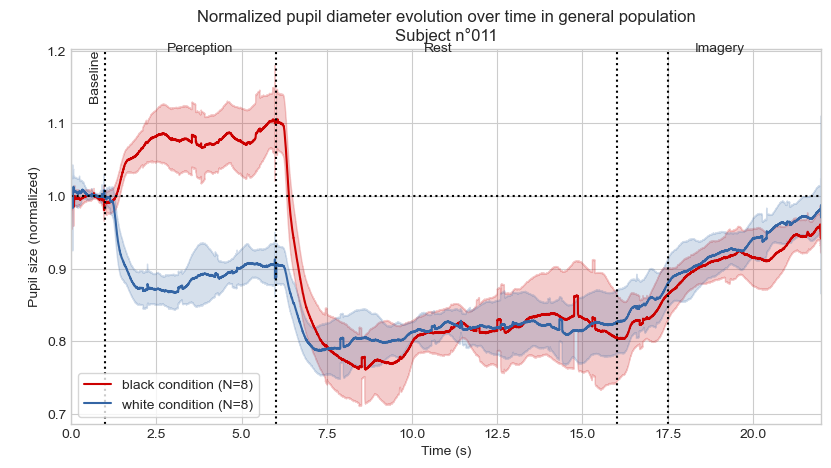 Normalized pupil diameter evolution over time in general population
Subject n°011
Baseline
Perception
Rest
Imagery
Pupil size (normalized)
1.2
1.1
1.0
0.9
0.8
0.7
black condition (N=8)
white condition (N=8)
0.0 2.5 5.0 7.5 10.0 12.5 15.0 17.5 20.0
Time (s)